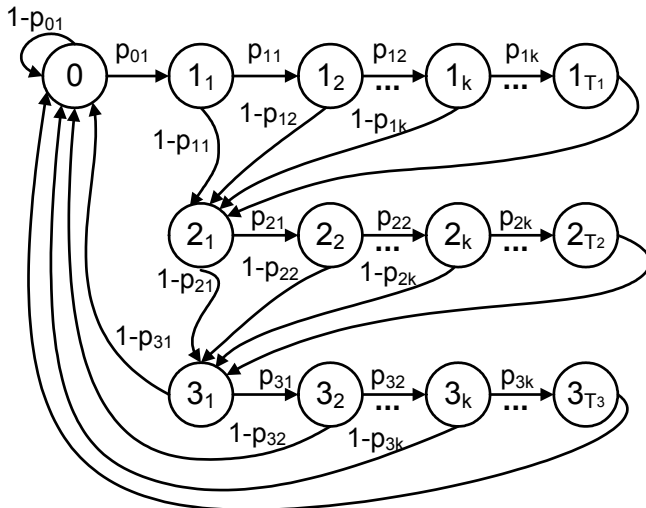 1-p01
0 p01 11 p11 12 p12 ... 1k p1k ... 1T1
1-p11 1-p12 1-p1k
21 p21 22 p22 ... 2k p2k ... 2T2
1-p21 1-p22 1-p2k
1-p31
31 p31 32 p32 ... 3k p3k ... 3T3
1-p32 1-p3k